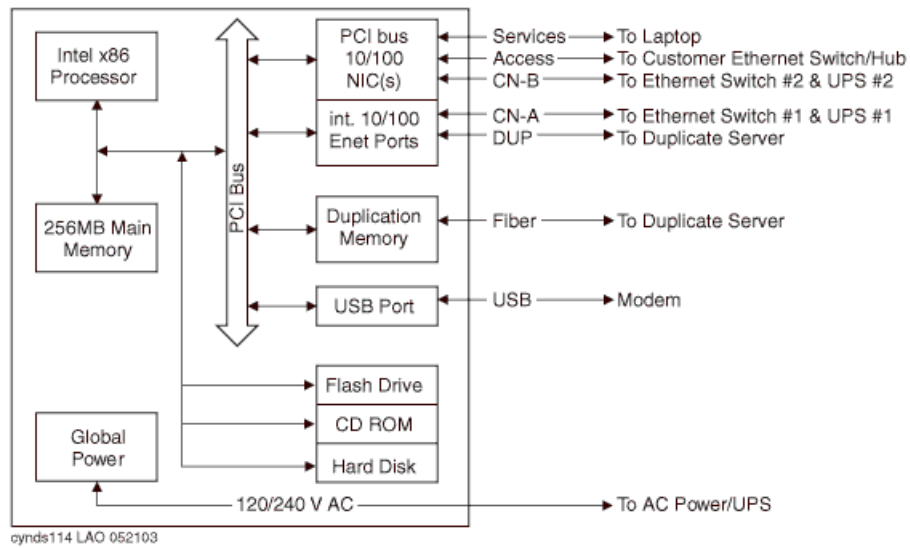 Intel x86
Processor
256MB Main
Memory
Global
Power
PCI Bus
PCI bus
10/100
NIC(s)
int. 10/100
Enet Ports
Duplication
Memory
USB Port
Flash Drive
CD ROM
Hard Disk
Services To Laptop
Access To Customer Ethernet Switch/Hub
CN-B To Ethernet Switch #2 & UPS #2
CN-A To Ethernet Switch #1 & UPS #1
DUP To Duplicate Server
Fiber To Duplicate Server
USB Modem
120/240 V AC To AC Power/UPS
cynds114 LAO 052103